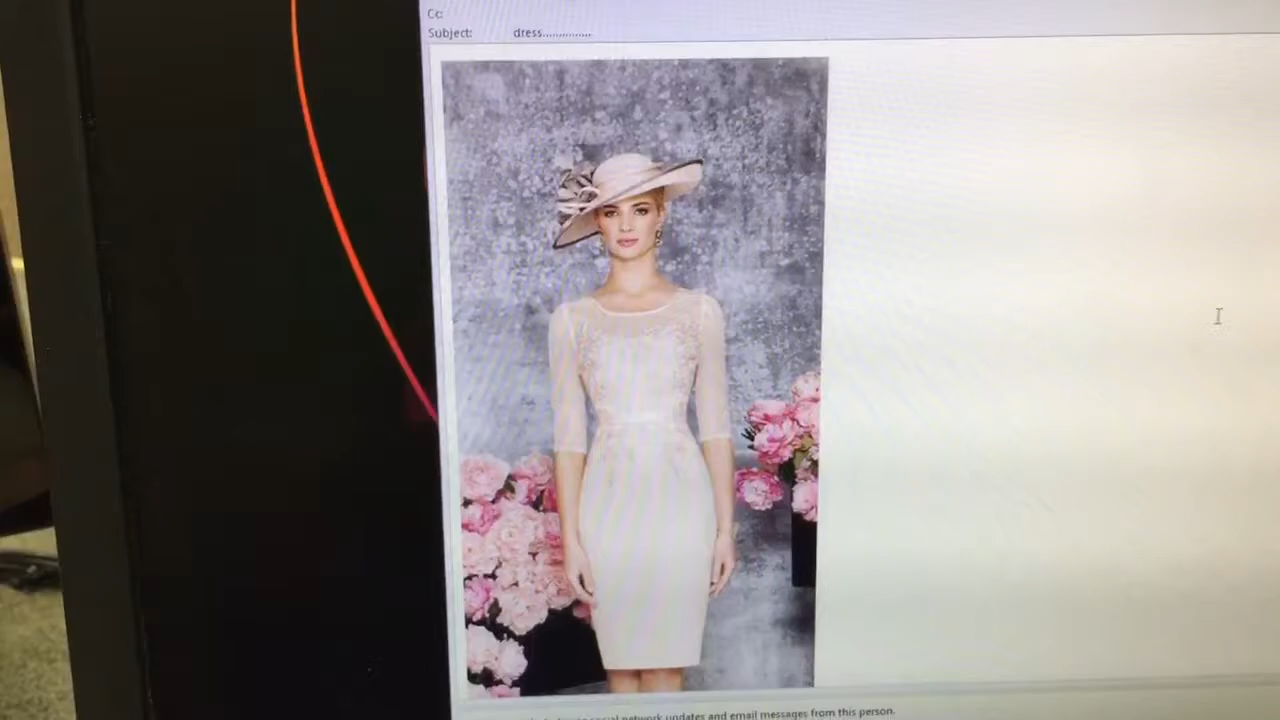 Cc:
Subject: dress...............
social network updates and email messages from this person.